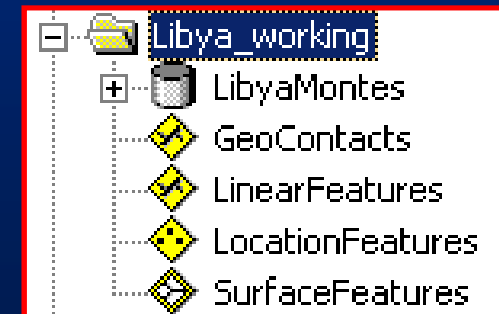 Libya_working
LibyaMontes
GeoContacts
LinearFeatures
LocationFeatures
SurfaceFeatures